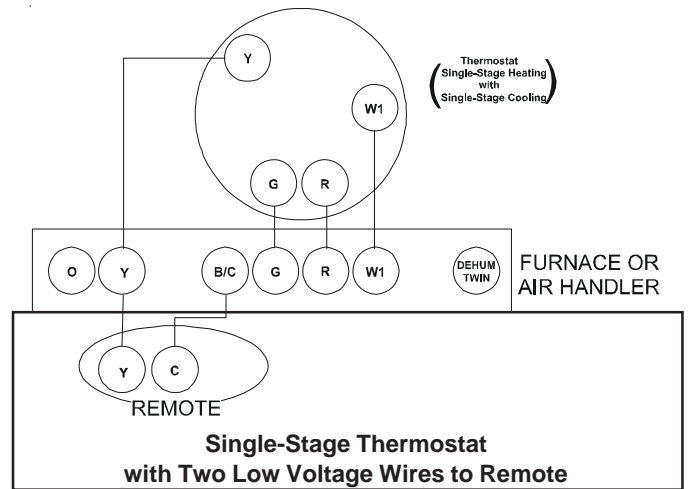 Y
Thermostat
Single-Stage Heating
with
Single-Stage Cooling
W1
G R
O Y B/C G R W1 DEHUM TWIN
FURNACE OR
AIR HANDLER
Y C
REMOTE
Single-Stage Thermostat
with Two Low Voltage Wires to Remote